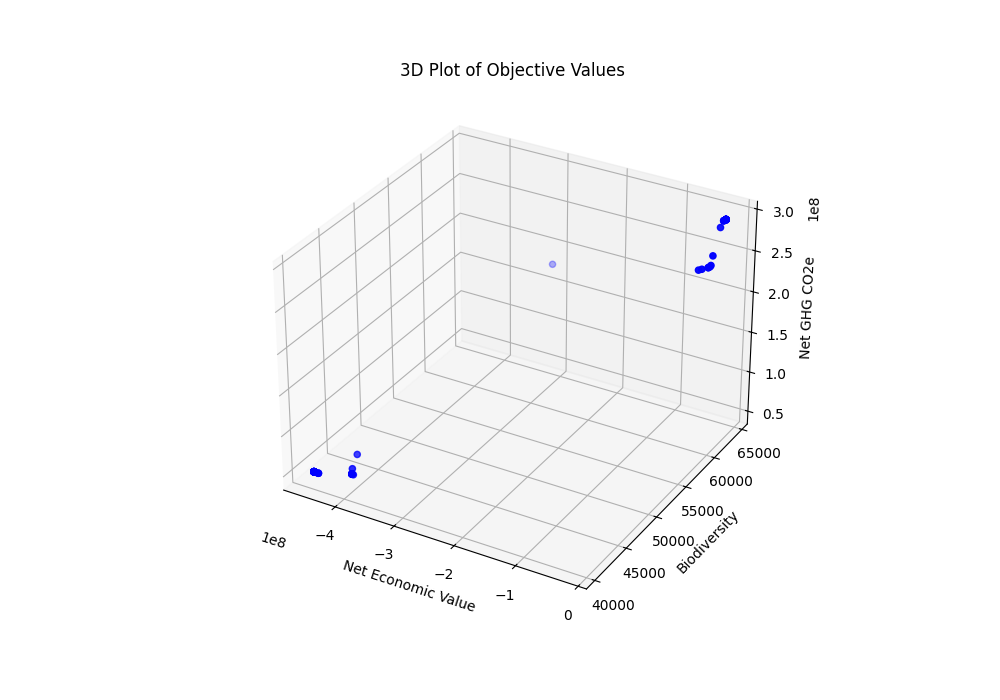 3D Plot of Objective Values
1e8
3.0
2.5
2.0
1.5
1.0
0.5
Net GHG CO2e
65000
60000
55000
50000
45000
40000
Biodiversity
1e8
−4
−3
−2
−1
0
Net Economic Value